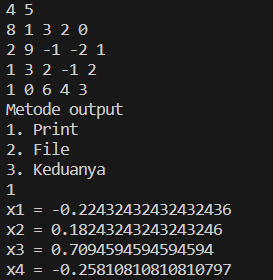 4 5
8 1 3 2 0
2 9 -1 -2 1
1 3 2 -1 2
1 0 6 4 3
Metode output
1. Print
2. File
3. Keduanya
1
x1 = -0.22432432432432436
x2 = 0.18243243243243246
x3 = 0.7094594594594594
x4 = -0.25810810810810797